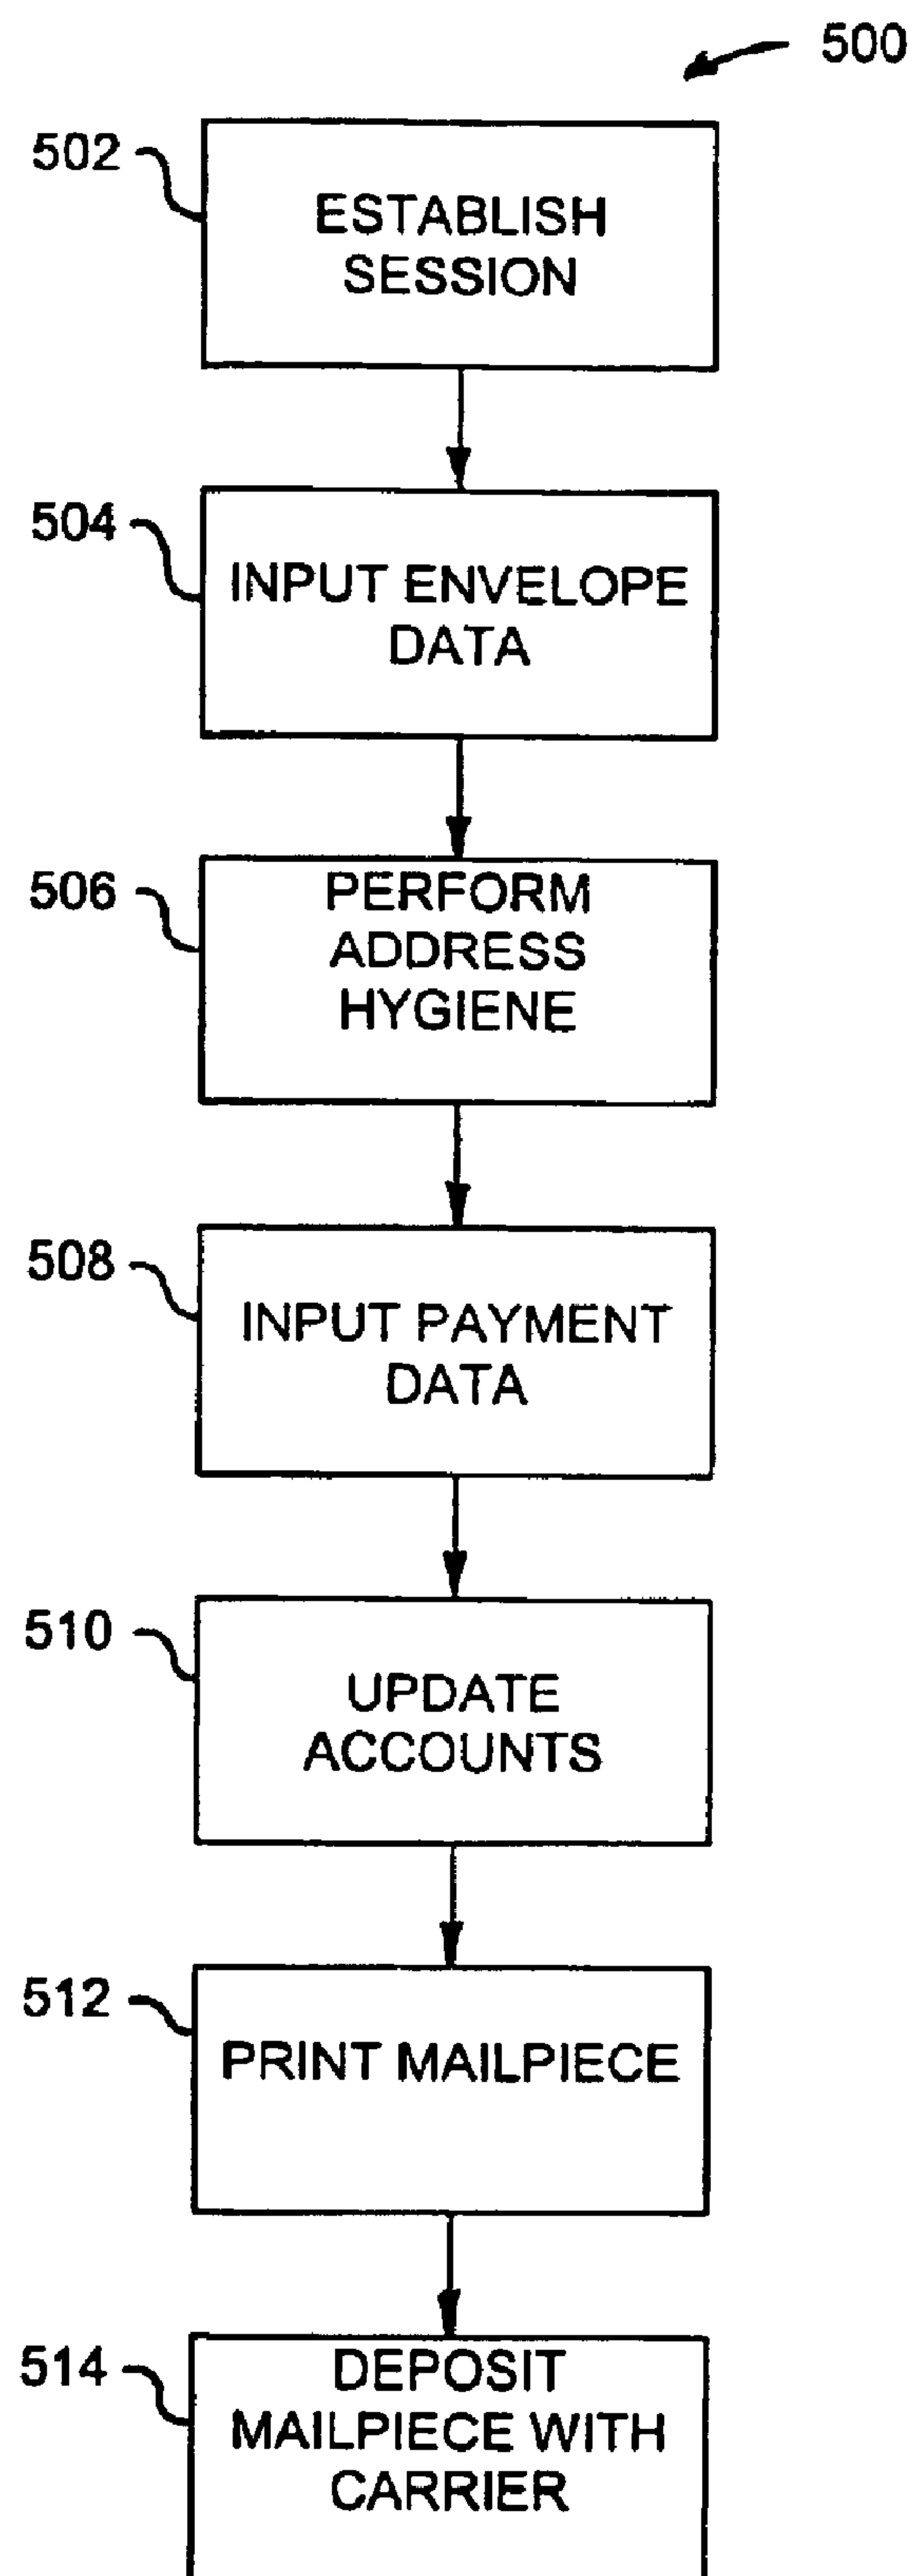 500
502
ESTABLISH
SESSION
504
INPUT ENVELOPE
DATA
506
PERFORM
ADDRESS
HYGIENE
508
INPUT PAYMENT
DATA
510
UPDATE
ACCOUNTS
512
PRINT MAILPIECE
514
DEPOSIT
MAILPIECE WITH
CARRIER